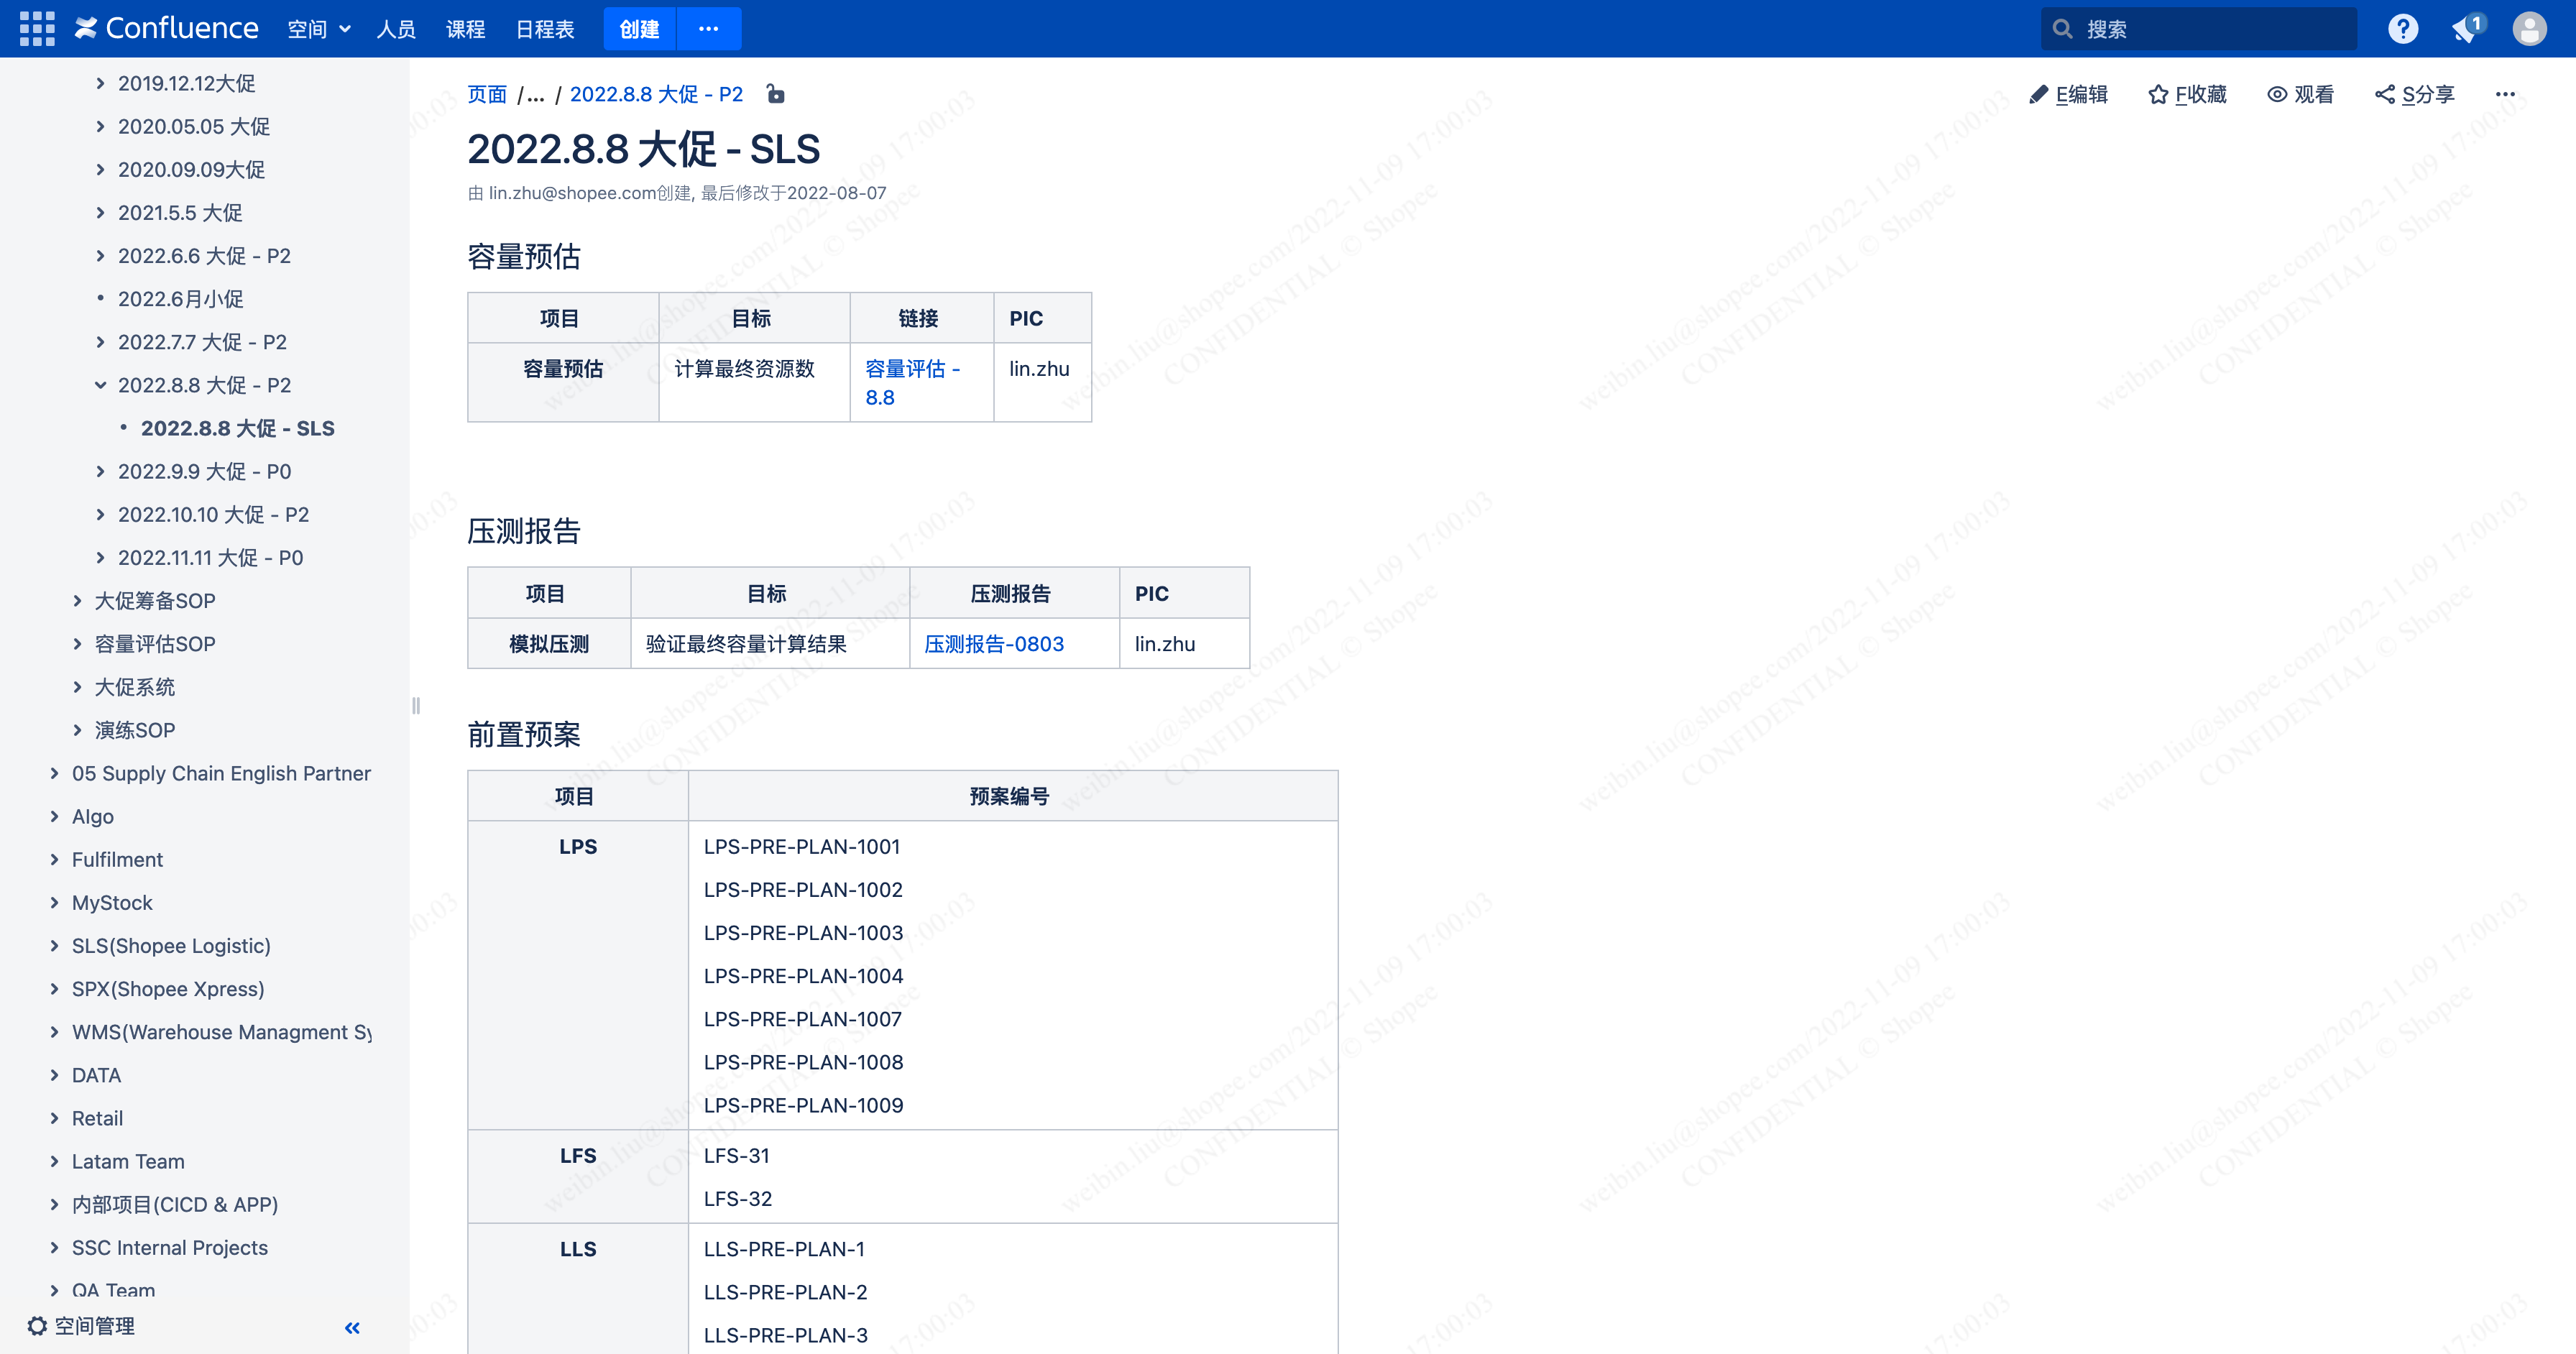 Confluence 空间 人员 课程 日程表 创建 ··· 搜索 1
2019.12.12大促
2020.05.05 大促
2020.09.09大促
2021.5.5 大促
2022.6.6 大促 - P2
2022.6月小促
2022.7.7 大促 - P2
2022.8.8 大促 - P2
2022.8.8 大促 - SLS
2022.9.9 大促 - P0
2022.10.10 大促 - P2
2022.11.11 大促 - P0
大促筹备SOP
容量评估SOP
大促系统
演练SOP
05 Supply Chain English Partner
Algo
Fulfilment
MyStock
SLS(Shopee Logistic)
SPX(Shopee Xpress)
WMS(Warehouse Managment Sy
DATA
Retail
Latam Team
内部项目(CICD & APP)
SSC Internal Projects
QA Team
空间管理
页面 /... / 2022.8.8 大促 - P2
E编辑 F收藏 观看 S分享 ···
2022.8.8 大促 - SLS
由 lin.zhu@shopee.com创建, 最后修改于2022-08-07
容量预估
项目 目标 链接 PIC
容量预估 计算最终资源数 容量评估 - lin.zhu
8.8
压测报告
项目 目标 压测报告 PIC
模拟压测 验证最终容量计算结果 压测报告-0803 lin.zhu
前置预案
项目 预案编号
LPS LPS-PRE-PLAN-1001
LPS-PRE-PLAN-1002
LPS-PRE-PLAN-1003
LPS-PRE-PLAN-1004
LPS-PRE-PLAN-1007
LPS-PRE-PLAN-1008
LPS-PRE-PLAN-1009
LFS LFS-31
LFS-32
LLS LLS-PRE-PLAN-1
LLS-PRE-PLAN-2
LLS-PRE-PLAN-3
weibin.liu@shopee.com/2022-11-09 17:00:03
CONFIDENTIAL © Shopee